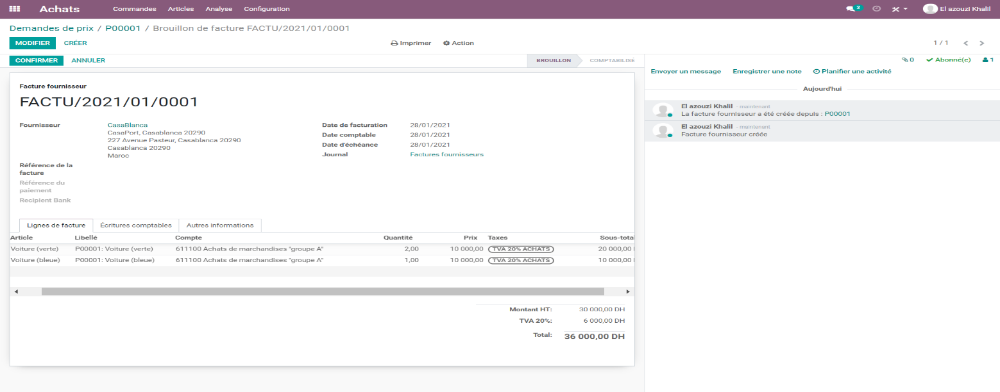 Achats Commandes Articles Analyse Configuration 2 El azouzi Khalil
Demandes de prix / P00001 / Brouillon de facture FACTU/2021/01/0001
MODIFIER CRÉER Imprimer Action 1 / 1
CONFIRMER ANNULER BROUILLON COMPTABILISÉ
0 Abonné(e) 1
Envoyer un message Enregistrer une note Planifier une activité
Aujourd'hui
El azouzi Khalil - maintenant
La facture fournisseur a été créée depuis : P00001
El azouzi Khalil - maintenant
Facture fournisseur créée
Facture fournisseur
FACTU/2021/01/0001
Fournisseur CasaBlanca
CasaPort, Casablanca 20290
227 Avenue Pasteur, Casablanca 20290
Casablanca 20290
Maroc
Référence de la
facture
Référence du
paiement
Recipient Bank
Date de facturation 28/01/2021
Date comptable 28/01/2021
Date d'échéance 28/01/2021
Journal Factures fournisseurs
Lignes de facture Écritures comptables Autres informations
Article Libellé Compte Quantité Prix Taxes Sous-total
Voiture (verte) P00001: Voiture (verte) 611100 Achats de marchandises "groupe A" 2,00 10 000,00 TVA 20% ACHATS 20 000,00
Voiture (bleue) P00001: Voiture (bleue) 611100 Achats de marchandises "groupe A" 1,00 10 000,00 TVA 20% ACHATS 10 000,00
Montant HT: 30 000,00 DH
TVA 20%: 6 000,00 DH
Total: 36 000,00 DH